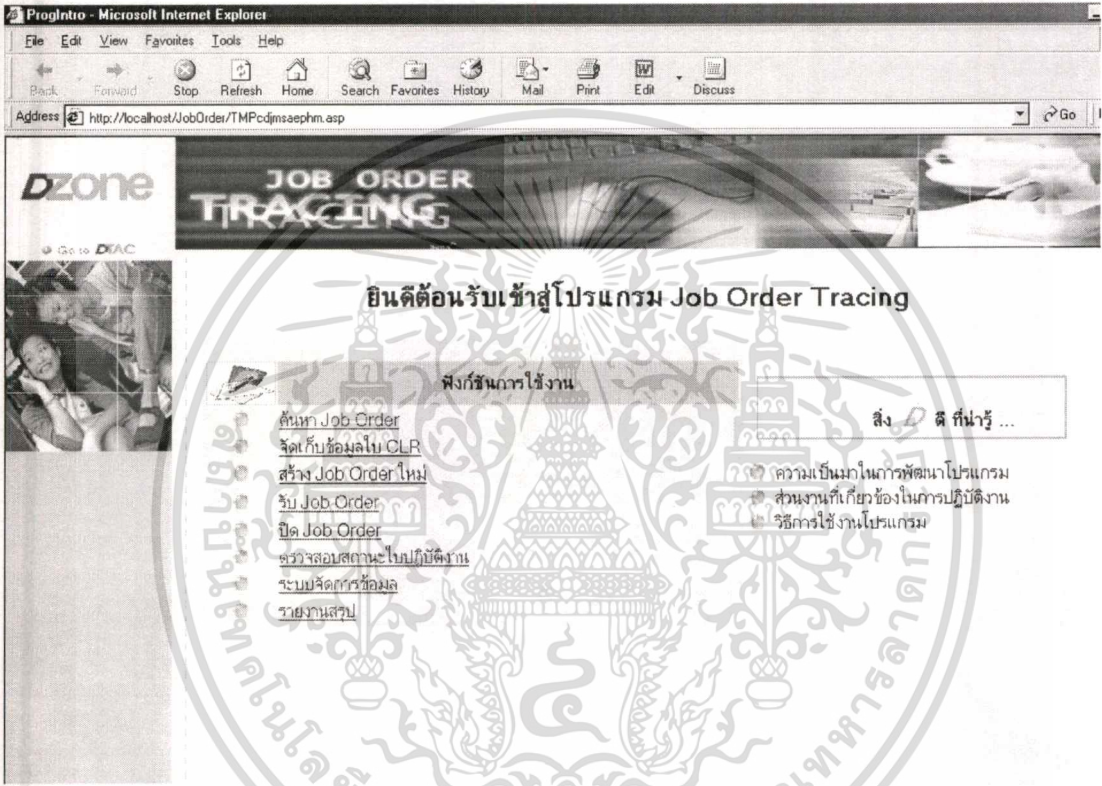 ProgIntro - Microsoft Internet Explorer
File Edit View Favorites Tools Help
Back Forward Stop Refresh Home Search Favorites History Mail Print Edit Discuss
Address http://localhost/JobOrder/TMPcdjmsaephm.asp Go
DZone
JOB ORDER
TRACING
Go to DTAC
ยินดีต้อนรับเข้าสู่โปรแกรม Job Order Tracing
ฟังก์ชันการใช้งาน
ค้นหา Job Order
จัดเก็บข้อมูลใบ CLR
สร้าง Job Order ใหม่
รับ Job Order
ปิด Job Order
ตรวจสอบสถานะใบปฏิบัติงาน
ระบบจัดการข้อมูล
รายงานสรุป
สิ่ง ดี ที่น่ารู้ ...
ความเป็นมาในการพัฒนาโปรแกรม
ส่วนงานที่เกี่ยวข้องในการปฏิบัติงาน
วิธีการใช้งานโปรแกรม